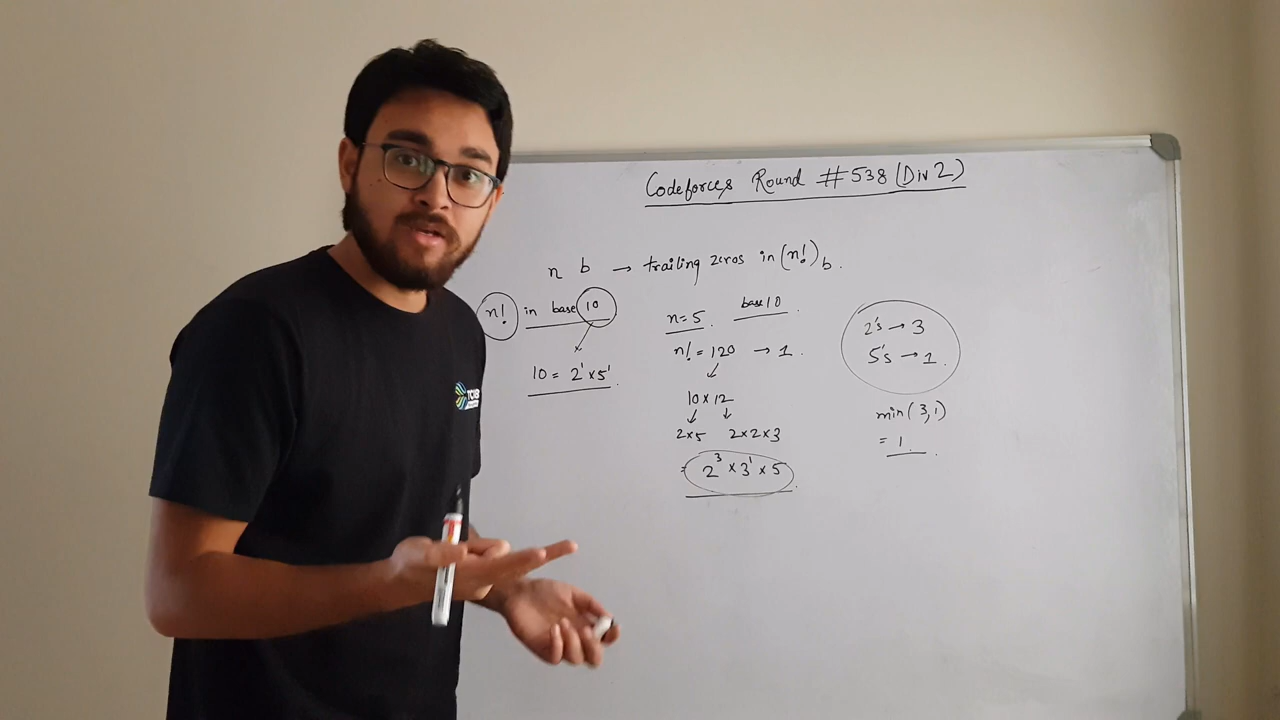 Codeforces Round #538 (Div 2)
n b → trailing zeros in (n!)b.
n! in base 10
10 = 2¹ × 5¹
n=5 base 10
n! = 120 → 1.
10 × 12
2×5 2×2×3
= 2³ × 3¹ × 5
2's → 3
5's → 1
min(3,1)
= 1